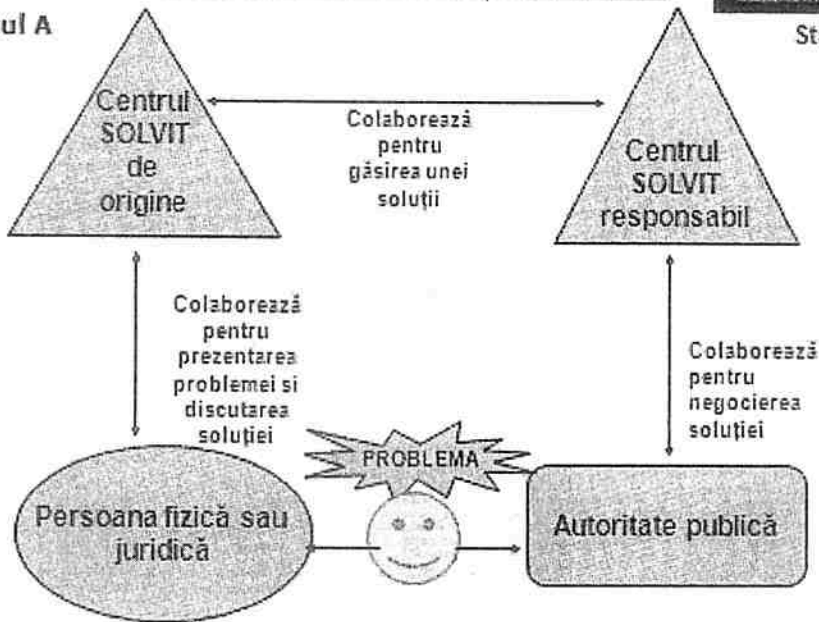 ul A
St
Centrul
SOLVIT
de
origine
Colaborează
pentru
găsirea unei
soluții
Centrul
SOLVIT
responsabil
Colaborează
pentru
prezentarea
problemei si
discutarea
soluției
Colaborează
pentru
negocierea
soluției
PROBLEMA
Persoana fizică sau
juridică
Autoritate publică